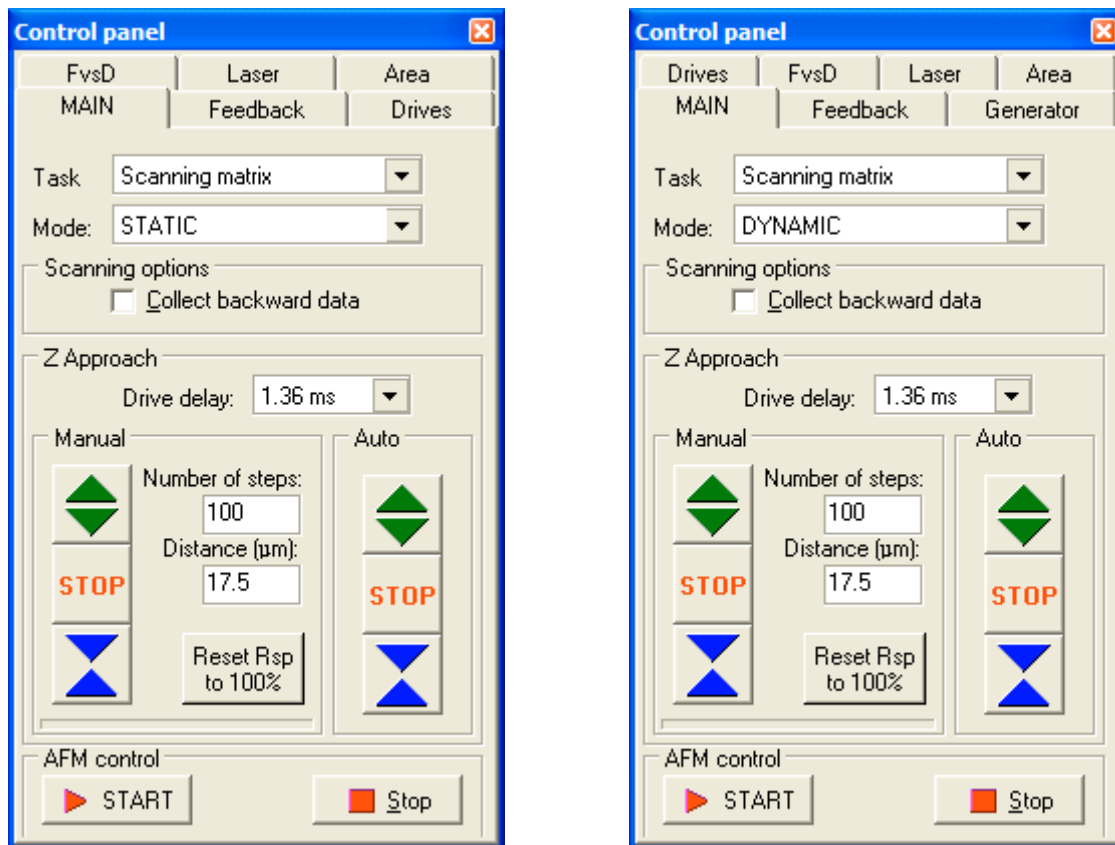 Control panel
FvsD Laser Area
MAIN Feedback Drives
Task Scanning matrix
Mode: STATIC
Scanning options
Collect backward data
Z Approach
Drive delay: 1.36 ms
Manual Auto
Number of steps:
100
Distance (µm):
STOP 17.5 STOP
Reset Rsp
to 100%
AFM control
START Stop
Control panel
Drives FvsD Laser Area
MAIN Feedback Generator
Task Scanning matrix
Mode: DYNAMIC
Scanning options
Collect backward data
Z Approach
Drive delay: 1.36 ms
Manual Auto
Number of steps:
100
Distance (µm):
STOP 17.5 STOP
Reset Rsp
to 100%
AFM control
START Stop